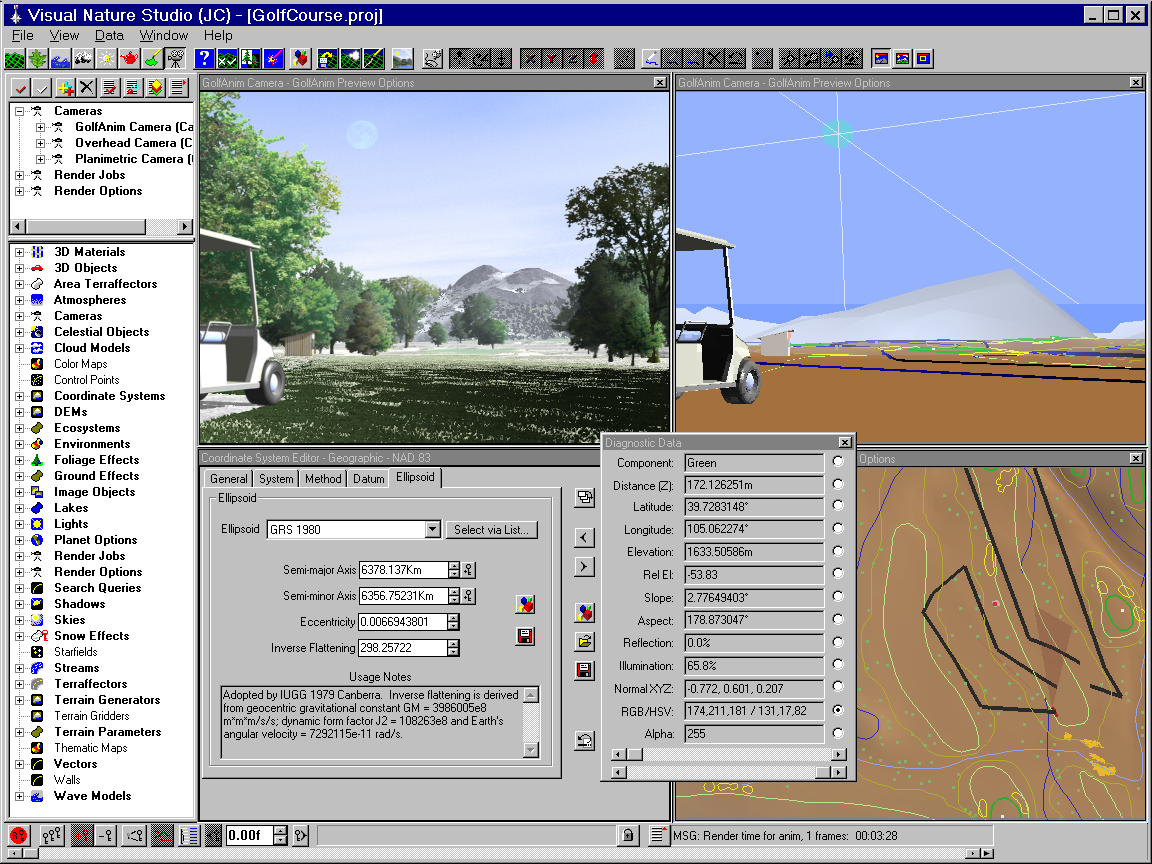 Visual Nature Studio (JC) - [GolfCourse.proj]
File View Data Window Help
Cameras
GolfAnim Camera (Ca
Overhead Camera (C
Planimetric Camera (
Render Jobs
Render Options
3D Materials
3D Objects
Area Terraffectors
Atmospheres
Cameras
Celestial Objects
Cloud Models
Color Maps
Control Points
Coordinate Systems
DEMs
Ecosystems
Environments
Foliage Effects
Ground Effects
Image Objects
Lakes
Lights
Planet Options
Render Jobs
Render Options
Search Queries
Shadows
Skies
Snow Effects
Starfields
Streams
Terraffectors
Terrain Generators
Terrain Gridders
Terrain Parameters
Thematic Maps
Vectors
Walls
Wave Models
GolfAnim Camera - GolfAnim Preview Options
GolfAnim Camera - GolfAnim Preview Options
Coordinate System Editor - Geographic - NAD 83
General System Method Datum Ellipsoid
Ellipsoid
Ellipsoid GRS 1980 Select via List...
Semi-major Axis 6378.137Km
Semi-minor Axis 6356.75231Km
Eccentricity 0.0066943801
Inverse Flattening 298.25722
Usage Notes
Adopted by IUGG 1979 Canberra. Inverse flattening is derived
from geocentric gravitational constant GM = 3986005e8
m*m*m/s/s; dynamic form factor J2 = 108263e8 and Earth's
angular velocity = 7292115e-11 rad/s.
Diagnostic Data
Component: Green
Distance (Z): 172.126251m
Latitude: 39.7283148°
Longitude: 105.062274°
Elevation: 1633.50586m
Rel El: -53.83
Slope: 2.77649403°
Aspect: 178.873047°
Reflection: 0.0%
Illumination: 65.8%
Normal XYZ: -0.772, 0.601, 0.207
RGB/HSV: 174,211,181 / 131,17,82
Alpha: 255
Options
0.00f
MSG: Render time for anim, 1 frames: 00:03:28